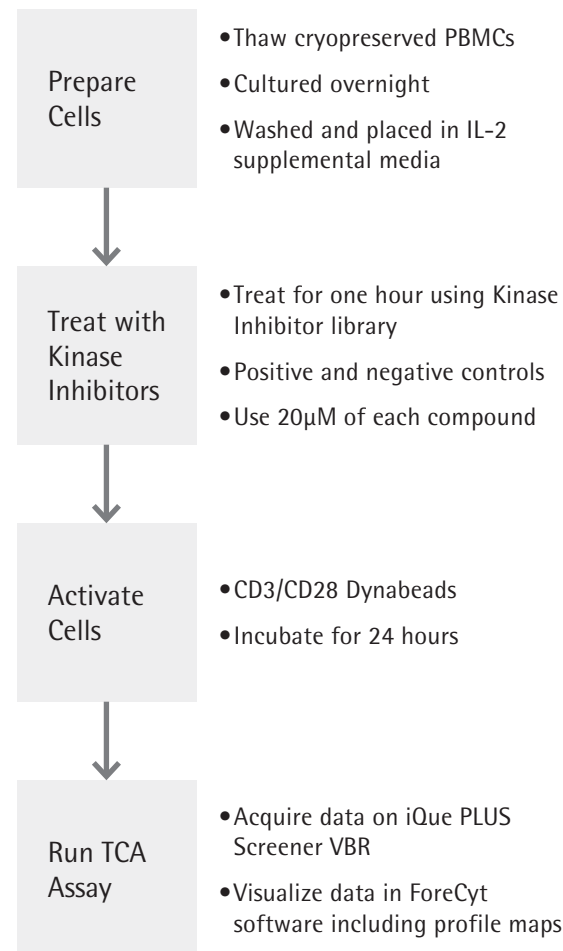 Prepare
Cells
•Thaw cryopreserved PBMCs
•Cultured overnight
•Washed and placed in IL-2
supplemental media
Treat with
Kinase
Inhibitors
•Treat for one hour using Kinase
Inhibitor library
•Positive and negative controls
•Use 20µM of each compound
Activate
Cells
•CD3/CD28 Dynabeads
•Incubate for 24 hours
Run TCA
Assay
•Acquire data on iQue PLUS
Screener VBR
•Visualize data in ForeCyt
software including profile maps